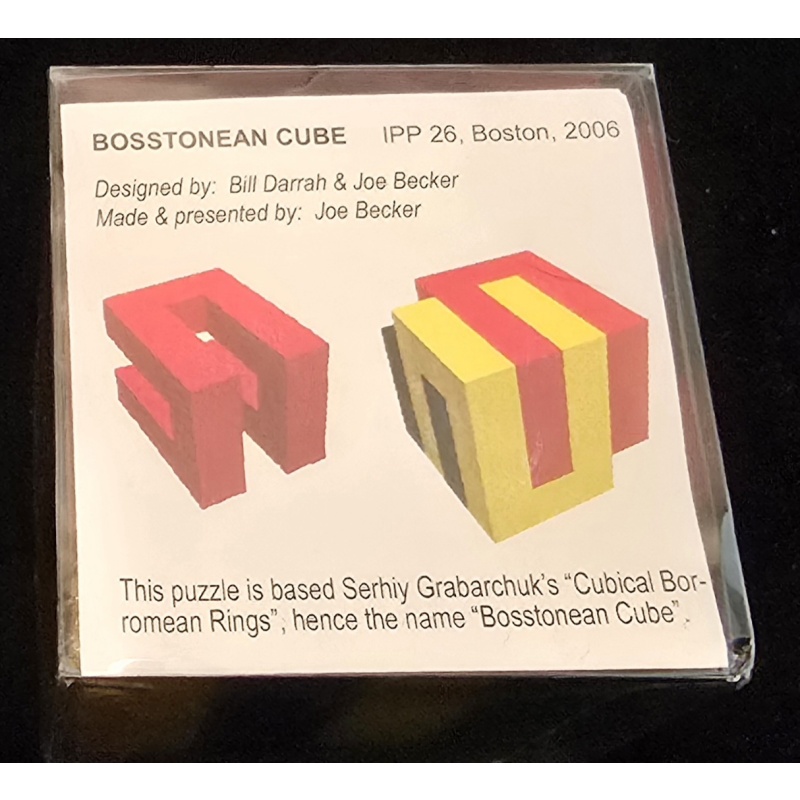 BOSSTONEAN CUBE IPP 26, Boston, 2006
Designed by: Bill Darrah & Joe Becker
Made & presented by: Joe Becker
This puzzle is based Serhiy Grabarchuk's "Cubical Bor-
romean Rings", hence the name "Bosstonean Cube".